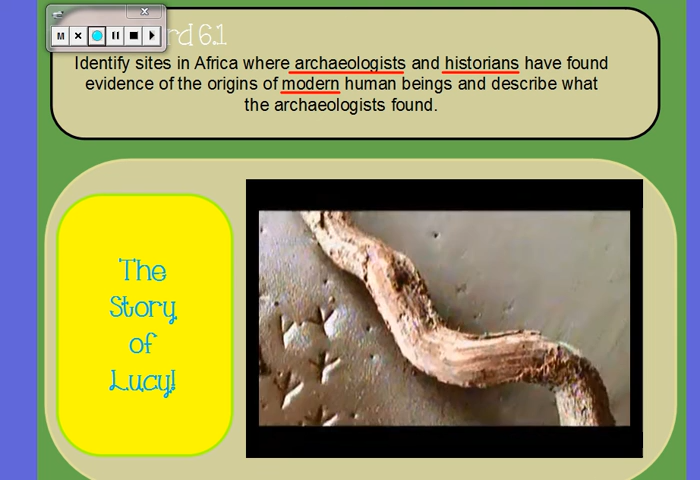 M
rd 6.1
Identify sites in Africa where archaeologists and historians have found
evidence of the origins of modern human beings and describe what
the archaeologists found.
The
Story
of
Lucy!